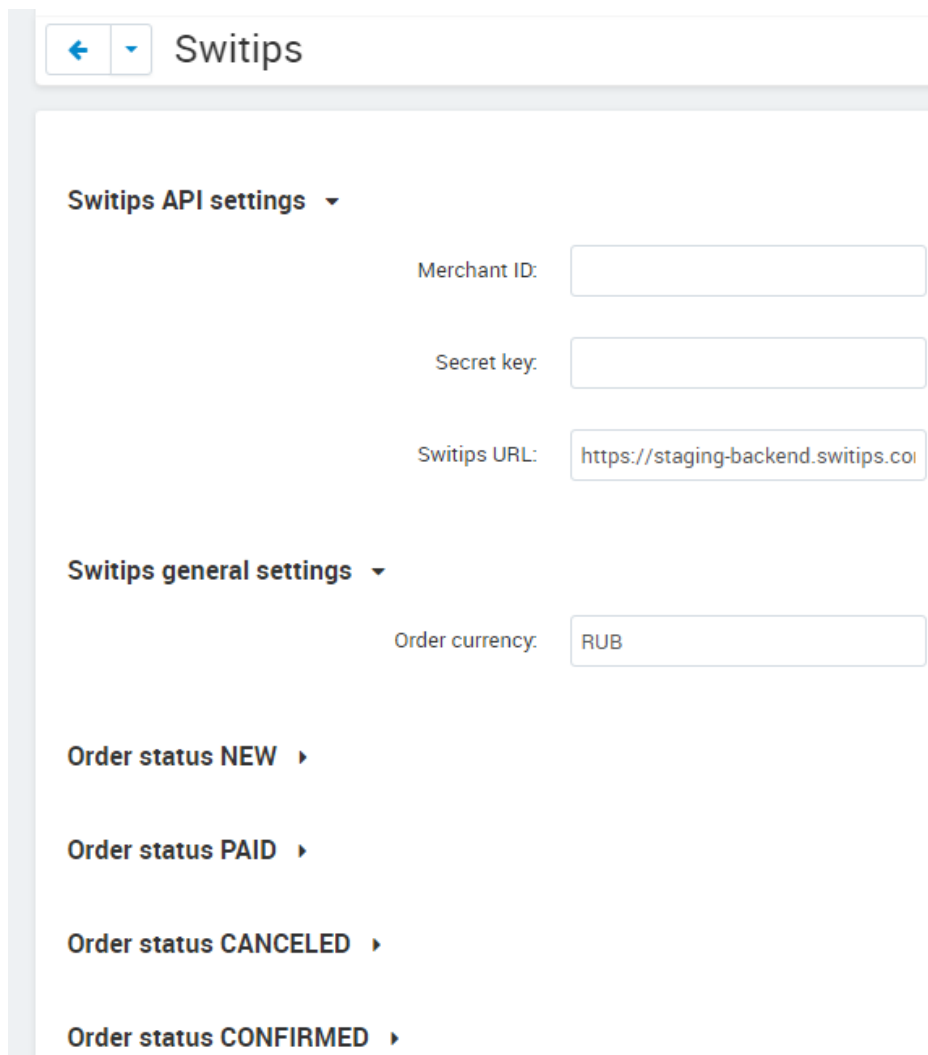 Switips
Switips API settings
Merchant ID:
Secret key:
Switips URL: https://staging-backend.switips.co
Switips general settings
Order currency: RUB
Order status NEW
Order status PAID
Order status CANCELED
Order status CONFIRMED